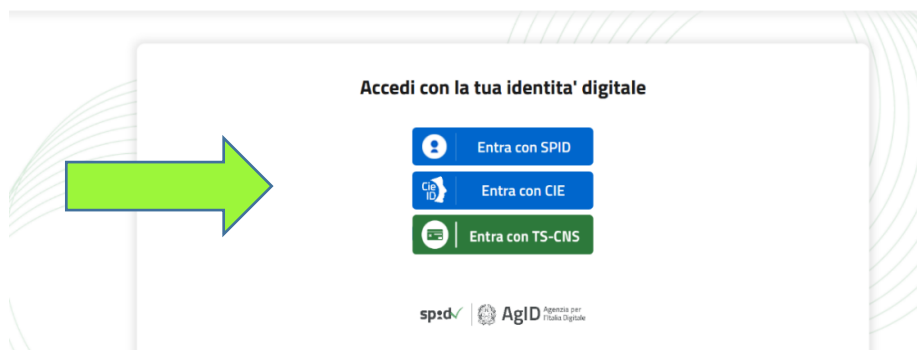 Accedi con la tua identita' digitale
Entra con SPID
Cie ID
Entra con CIE
Entra con TS-CNS
sp:d AgID Agenzia per l'Italia Digitale